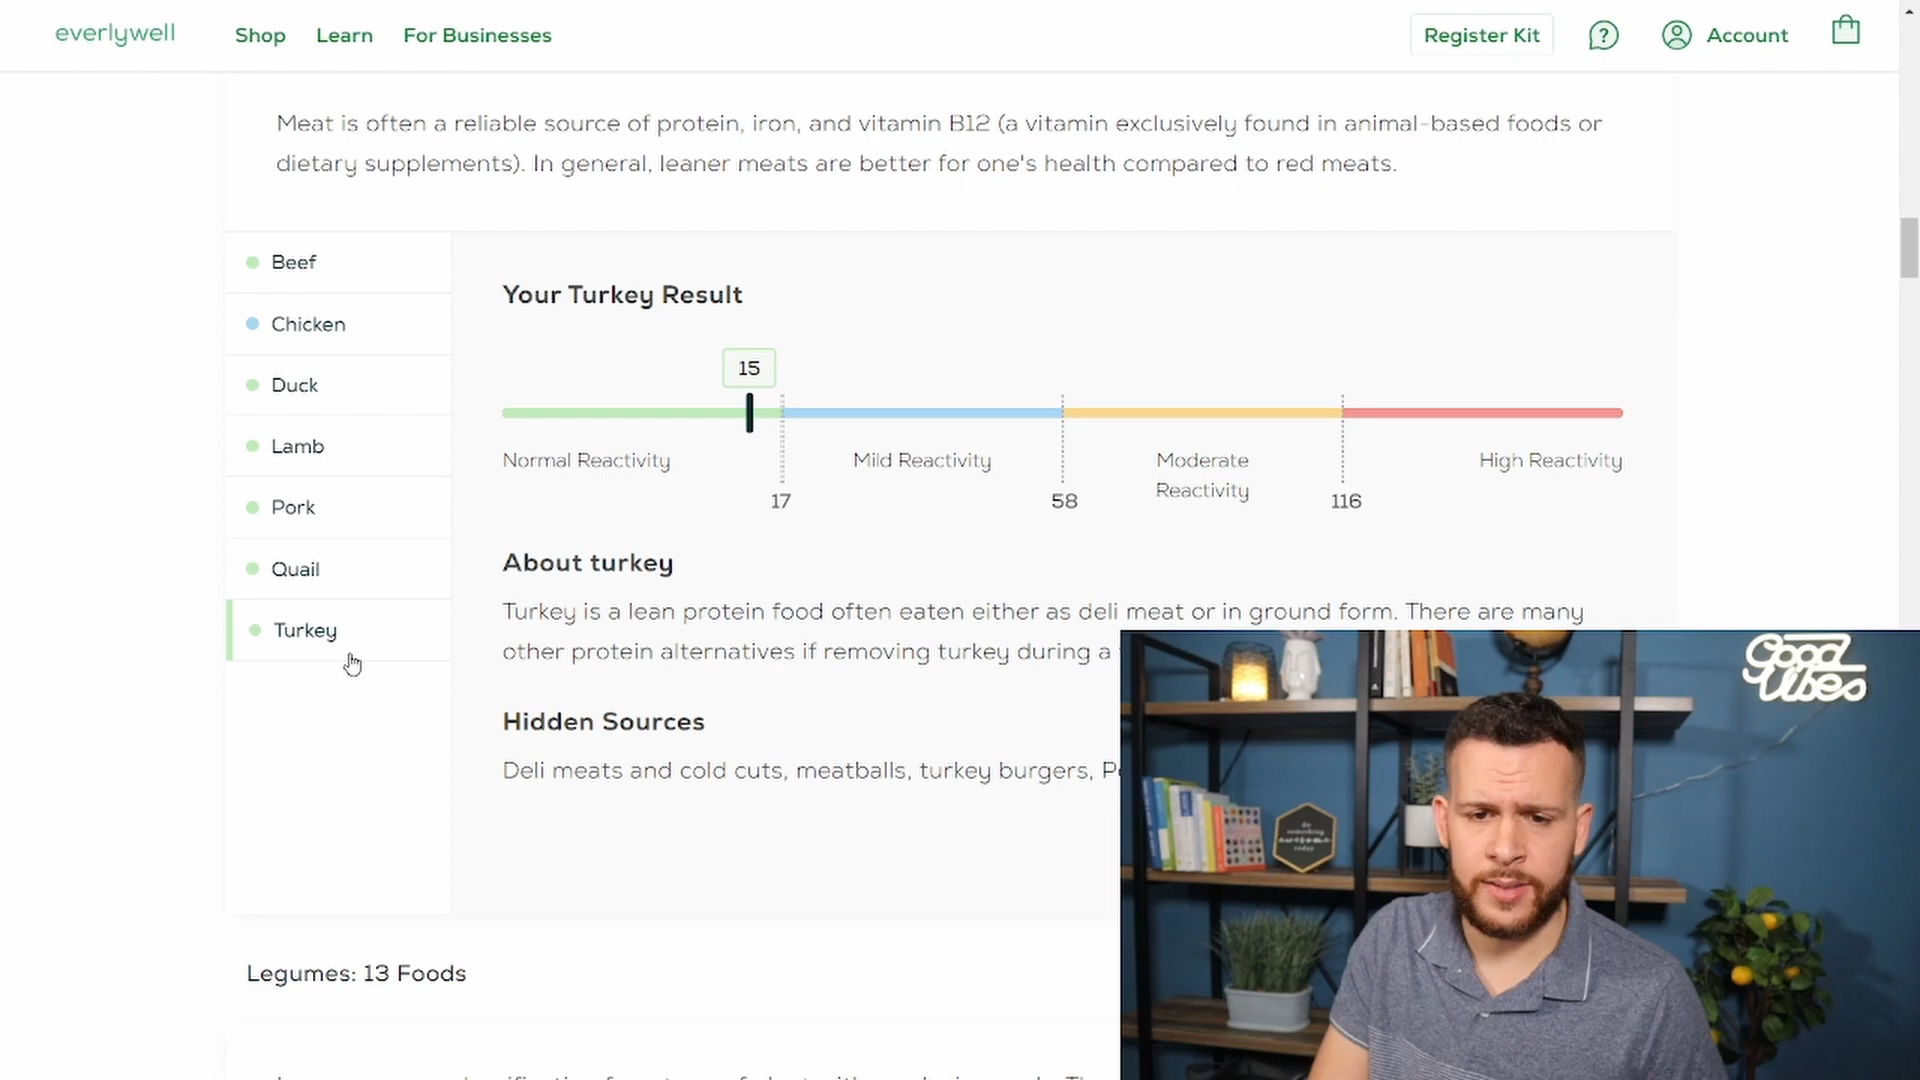 everlywell Shop Learn For Businesses Register Kit ? Account
Meat is often a reliable source of protein, iron, and vitamin B12 (a vitamin exclusively found in animal-based foods or
dietary supplements). In general, leaner meats are better for one's health compared to red meats.
Beef
Chicken
Duck
Lamb
Pork
Quail
Turkey
Your Turkey Result
15
Normal Reactivity
Mild Reactivity
Moderate
Reactivity
High Reactivity
17
58
116
About turkey
Turkey is a lean protein food often eaten either as deli meat or in ground form. There are many
other protein alternatives if removing turkey during a
Hidden Sources
Deli meats and cold cuts, meatballs, turkey burgers,
Legumes: 13 Foods
Good
Vibes
do
something
awesome
today